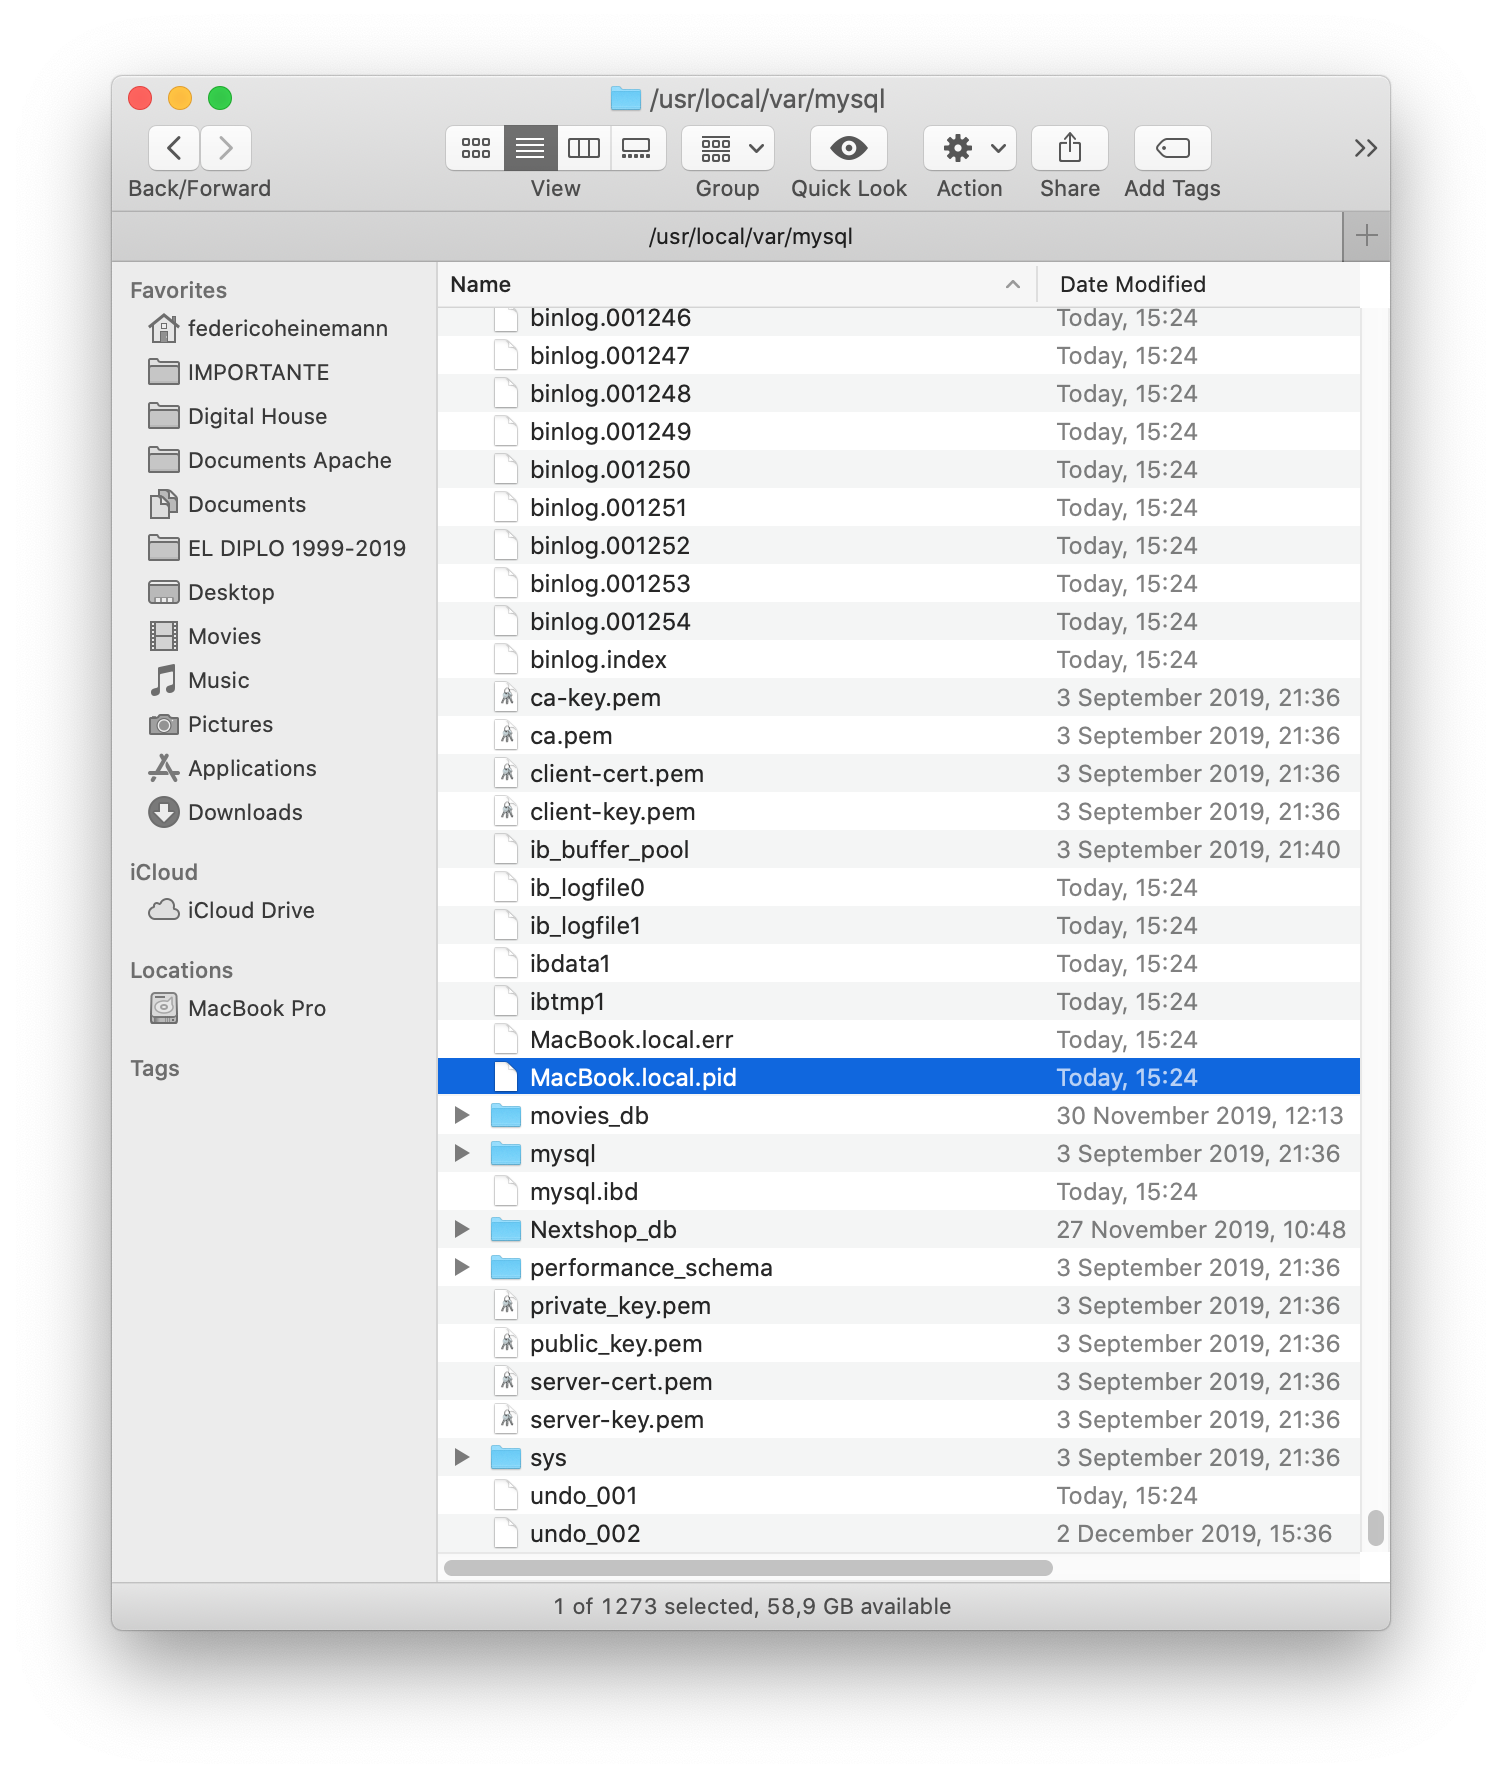 /usr/local/var/mysql
Back/Forward
View
Group
Quick Look
Action
Share
Add Tags
/usr/local/var/mysql
Favorites
federicoheinemann
IMPORTANTE
Digital House
Documents Apache
Documents
EL DIPLO 1999-2019
Desktop
Movies
Music
Pictures
Applications
Downloads
iCloud
iCloud Drive
Locations
MacBook Pro
Tags
Name Date Modified
binlog.001246 Today, 15:24
binlog.001247 Today, 15:24
binlog.001248 Today, 15:24
binlog.001249 Today, 15:24
binlog.001250 Today, 15:24
binlog.001251 Today, 15:24
binlog.001252 Today, 15:24
binlog.001253 Today, 15:24
binlog.001254 Today, 15:24
binlog.index Today, 15:24
ca-key.pem 3 September 2019, 21:36
ca.pem 3 September 2019, 21:36
client-cert.pem 3 September 2019, 21:36
client-key.pem 3 September 2019, 21:36
ib_buffer_pool 3 September 2019, 21:40
ib_logfile0 Today, 15:24
ib_logfile1 Today, 15:24
ibdata1 Today, 15:24
ibtmp1 Today, 15:24
MacBook.local.err Today, 15:24
MacBook.local.pid Today, 15:24
movies_db 30 November 2019, 12:13
mysql 3 September 2019, 21:36
mysql.ibd Today, 15:24
Nextshop_db 27 November 2019, 10:48
performance_schema 3 September 2019, 21:36
private_key.pem 3 September 2019, 21:36
public_key.pem 3 September 2019, 21:36
server-cert.pem 3 September 2019, 21:36
server-key.pem 3 September 2019, 21:36
sys 3 September 2019, 21:36
undo_001 Today, 15:24
undo_002 2 December 2019, 15:36
1 of 1273 selected, 58,9 GB available